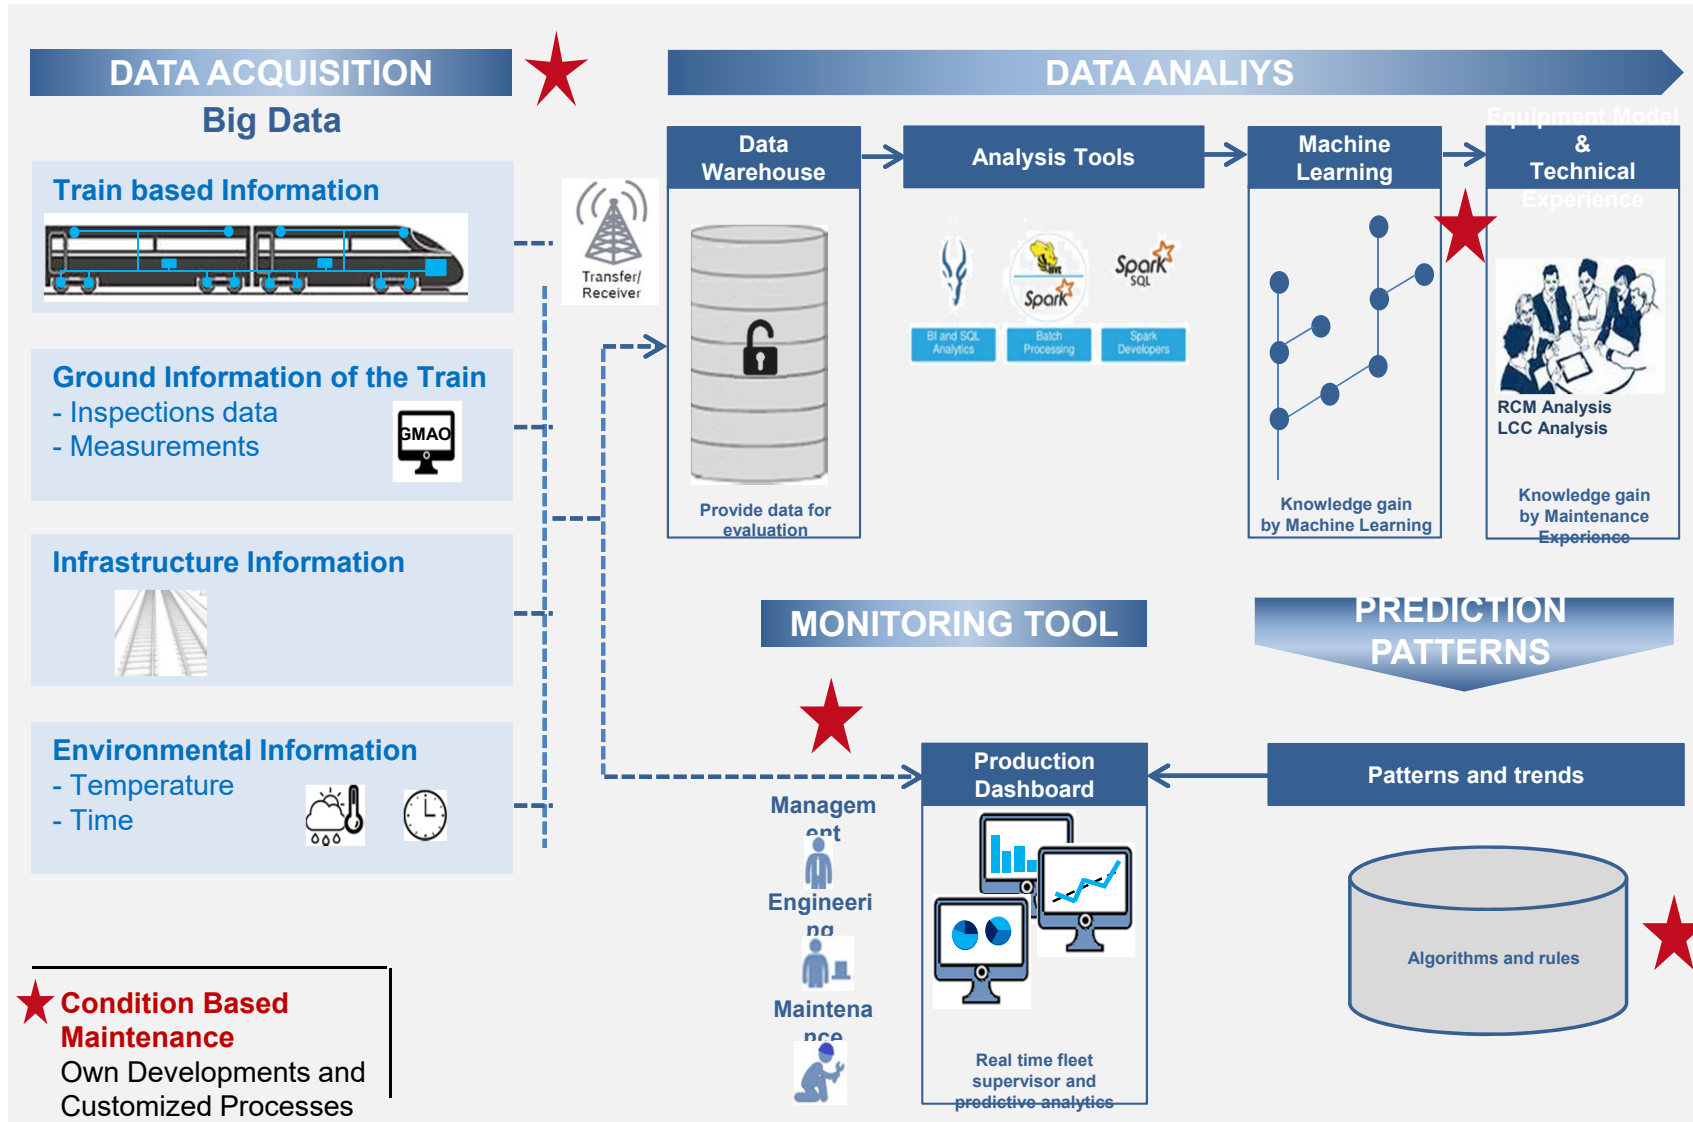 DATA ACQUISITION
Big Data
Train based Information
Transfer/
Receiver
Ground Information of the Train
- Inspections data
- Measurements
GMAO
Infrastructure Information
Environmental Information
- Temperature
- Time
Condition Based
Maintenance
Own Developments and
Customized Processes
DATA ANALIYS
Data
Warehouse
Provide data for
evaluation
Analysis Tools
BI and SQL
Analytics
HIVE
Spark
Batch
Processing
Spark
SQL
Spark
Developers
Machine
Learning
Knowledge gain
by Machine Learning
Equipment Model
&
Technical
Experience
RCM Analysis
LCC Analysis
Knowledge gain
by Maintenance
Experience
MONITORING TOOL
PREDICTION
PATTERNS
Managem
ent
Engineeri
ng
Maintena
nce
Production
Dashboard
Real time fleet
supervisor and
predictive analytics
Patterns and trends
Algorithms and rules